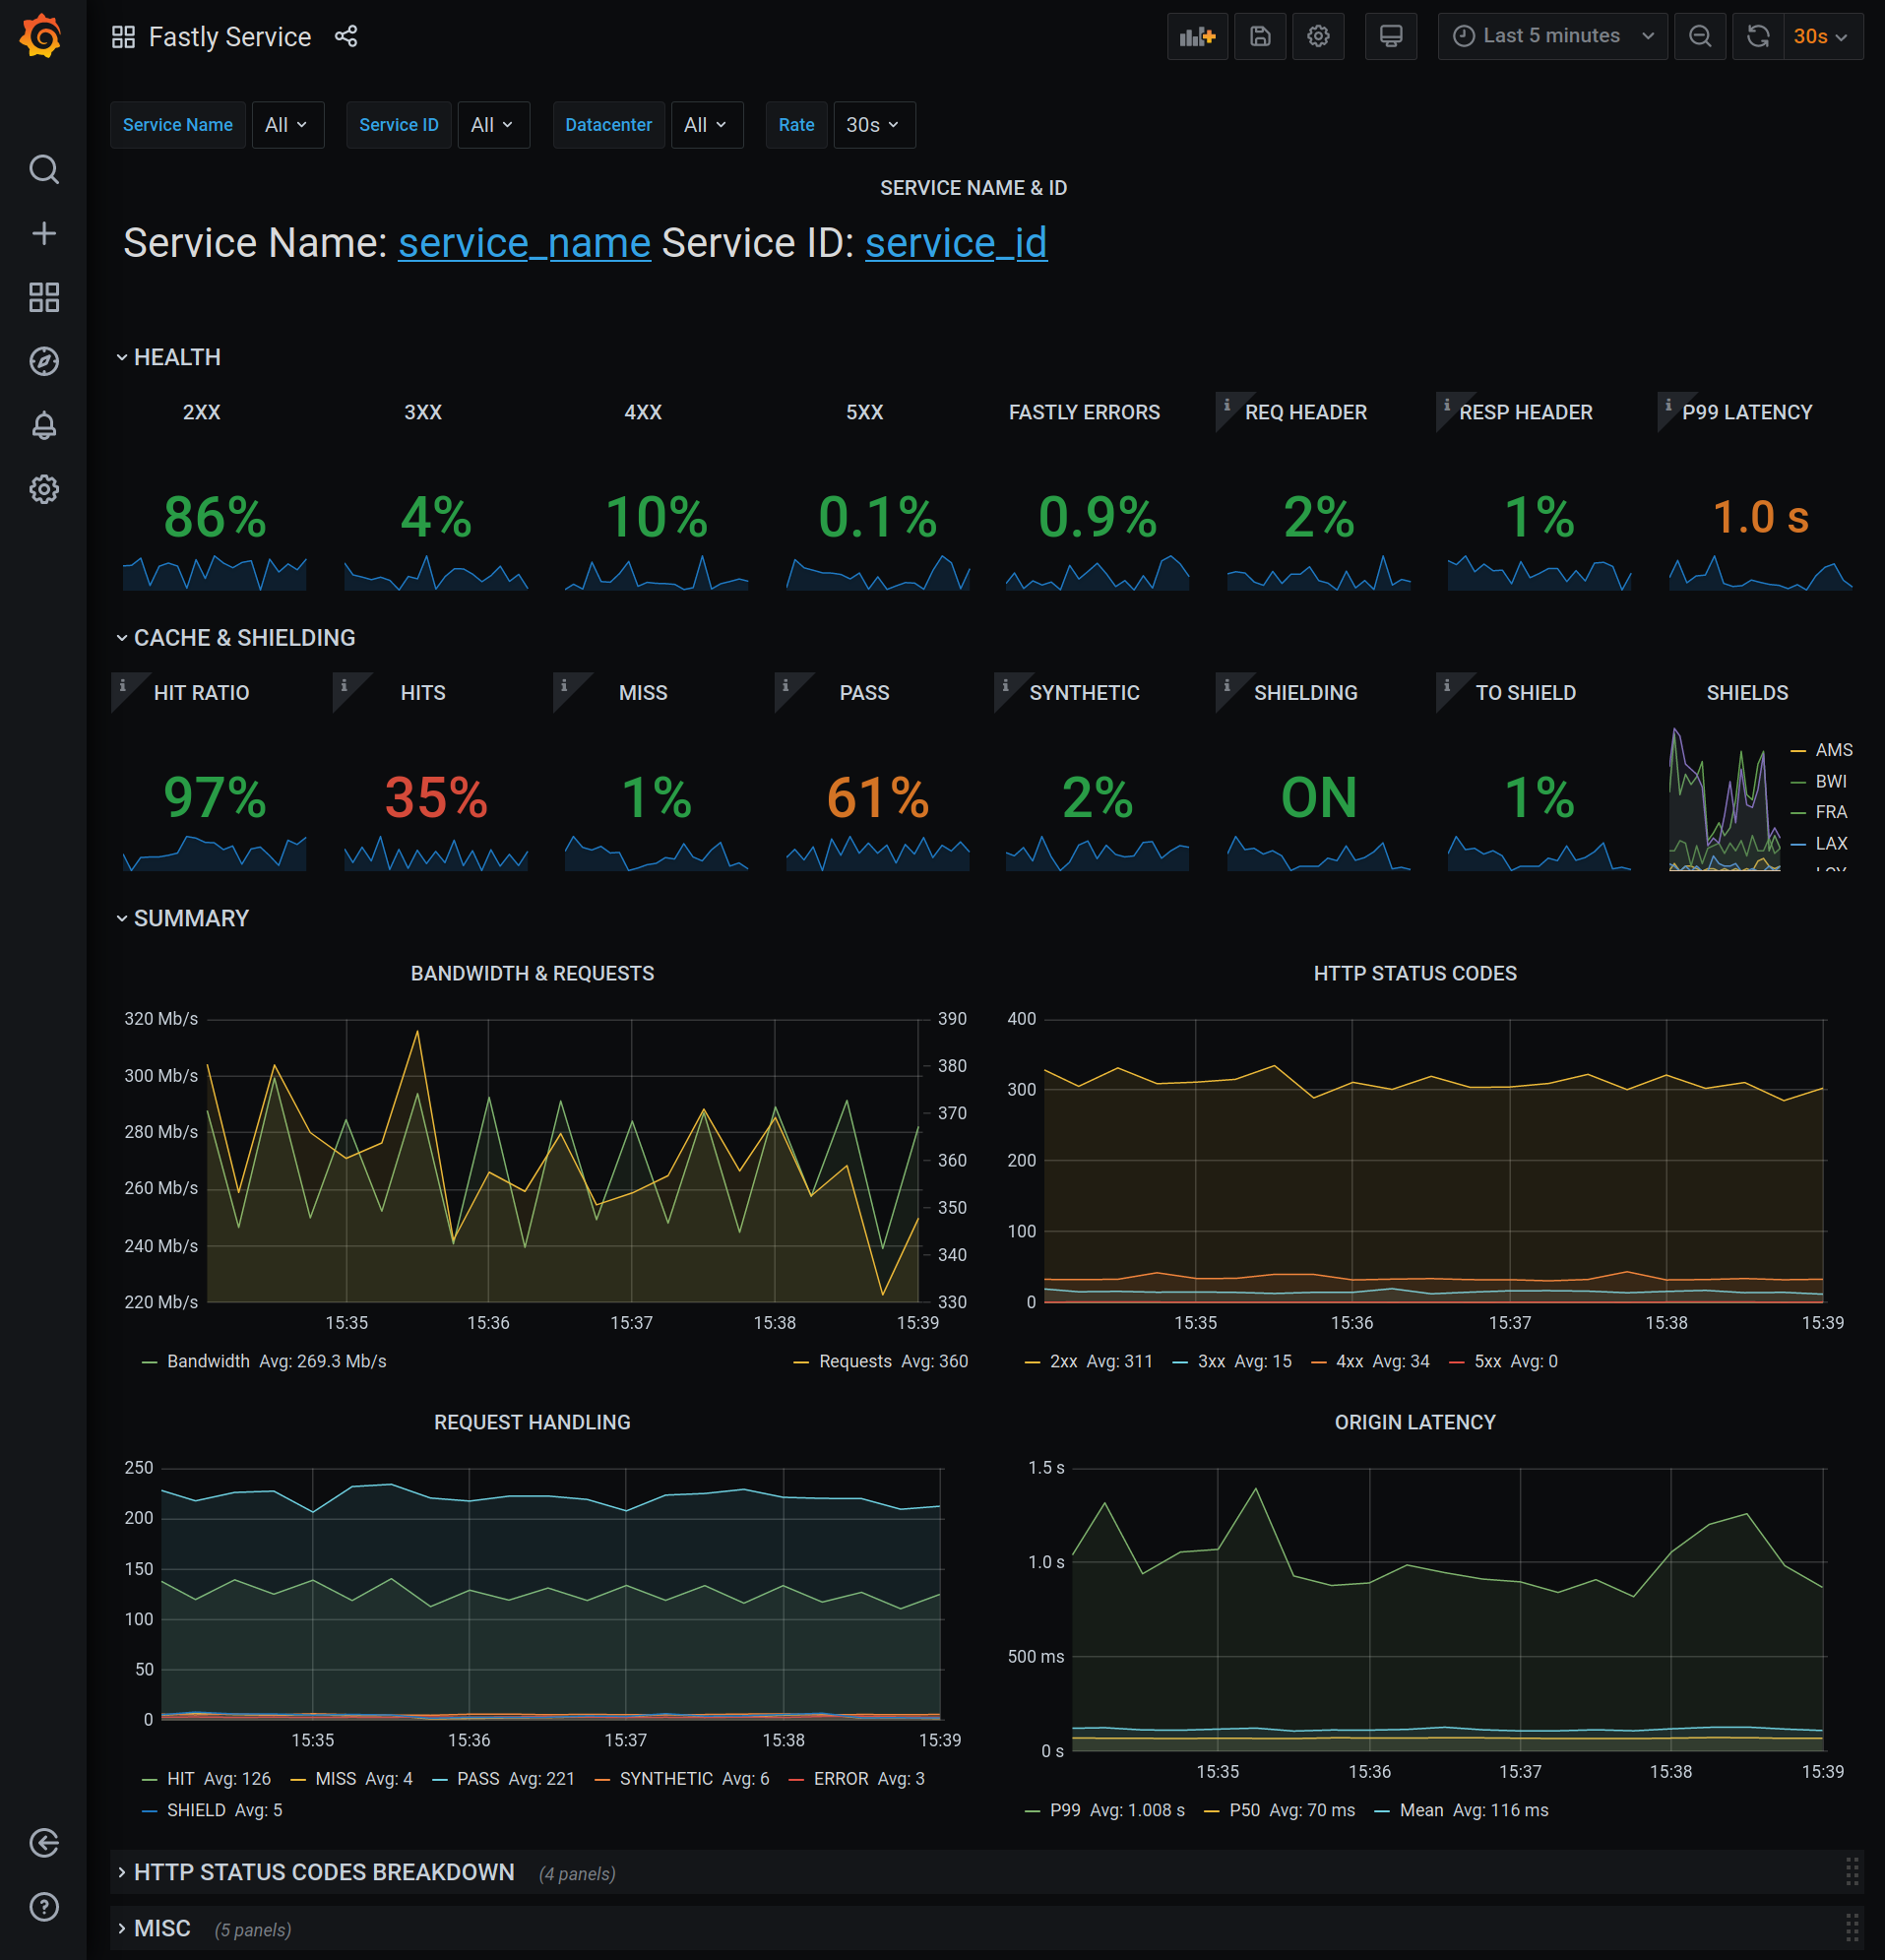 Fastly Service
Last 5 minutes
30s
Service Name All Service ID All Datacenter All Rate 30s
SERVICE NAME & ID
Service Name: service_name Service ID: service_id
HEALTH
2XX 3XX 4XX 5XX FASTLY ERRORS i REQ HEADER i RESP HEADER i P99 LATENCY
86% 4% 10% 0.1% 0.9% 2% 1% 1.0 s
CACHE & SHIELDING
i HIT RATIO i HITS i MISS i PASS i SYNTHETIC i SHIELDING i TO SHIELD SHIELDS
97% 35% 1% 61% 2% ON 1%
AMS
BWI
FRA
LAX
SUMMARY
BANDWIDTH & REQUESTS
320 Mb/s 390
380
300 Mb/s
370
280 Mb/s
360
260 Mb/s
350
240 Mb/s 340
220 Mb/s 330
15:35 15:36 15:37 15:38 15:39
Bandwidth Avg: 269.3 Mb/s Requests Avg: 360
HTTP STATUS CODES
400
300
200
100
0
15:35 15:36 15:37 15:38 15:39
2xx Avg: 311 3xx Avg: 15 4xx Avg: 34 5xx Avg: 0
REQUEST HANDLING
250
200
150
100
50
0
15:35 15:36 15:37 15:38 15:39
HIT Avg: 126 MISS Avg: 4 PASS Avg: 221 SYNTHETIC Avg: 6 ERROR Avg: 3
SHIELD Avg: 5
ORIGIN LATENCY
1.5 s
1.0 s
500 ms
0 s
15:35 15:36 15:37 15:38 15:39
P99 Avg: 1.008 s P50 Avg: 70 ms Mean Avg: 116 ms
HTTP STATUS CODES BREAKDOWN (4 panels)
MISC (5 panels)